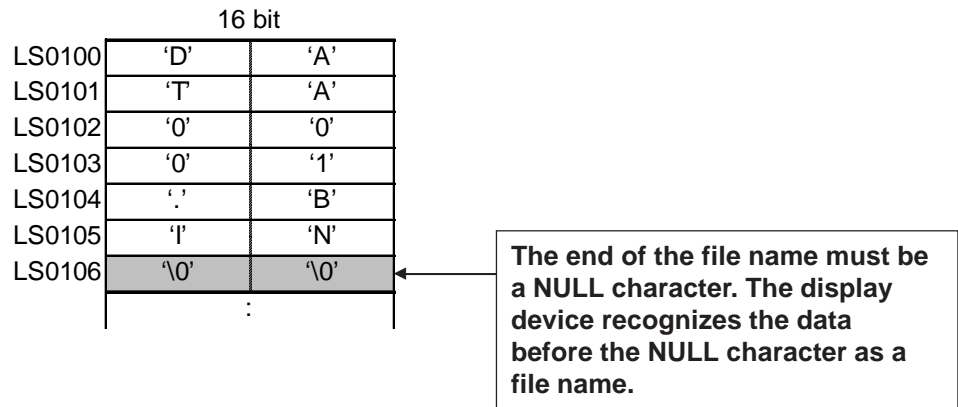 16 bit
LS0100 ‘D’ ‘A’
LS0101 ‘T’ ‘A’
LS0102 ‘0’ ‘0’
LS0103 ‘0’ ‘1’
LS0104 ‘.’ ‘B’
LS0105 ‘I’ ‘N’
LS0106 ‘\0’ ‘\0’
:
The end of the file name must be
a NULL character. The display
device recognizes the data
before the NULL character as a
file name.